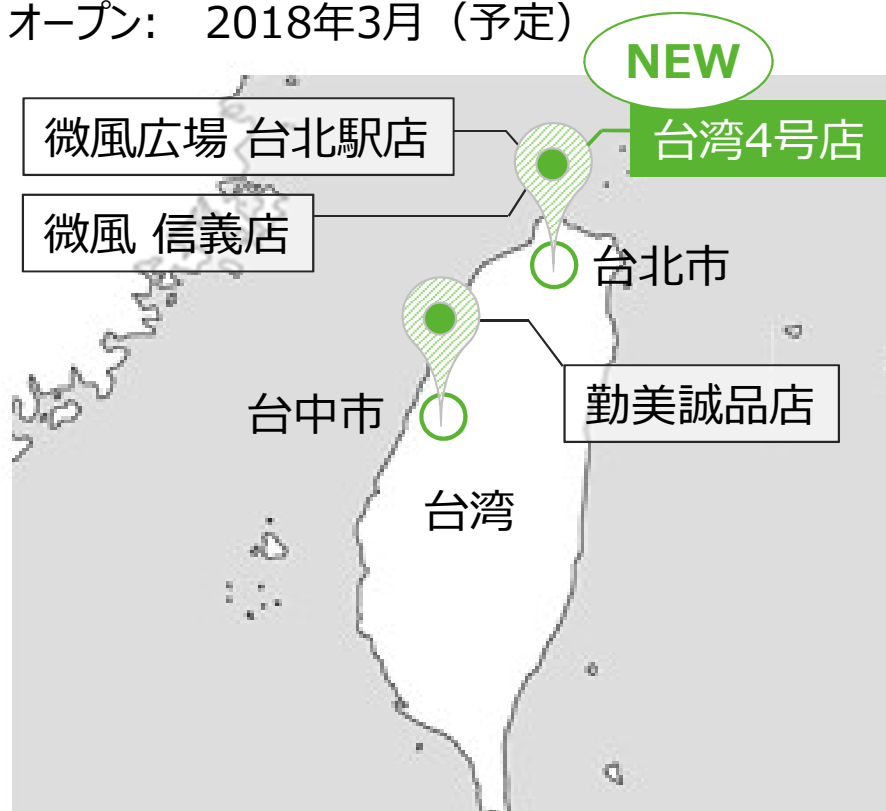 オープン:　2018年3月（予定）
NEW
微風広場 台北駅店
台湾4号店
微風 信義店
台北市
台中市
勤美誠品店
台湾